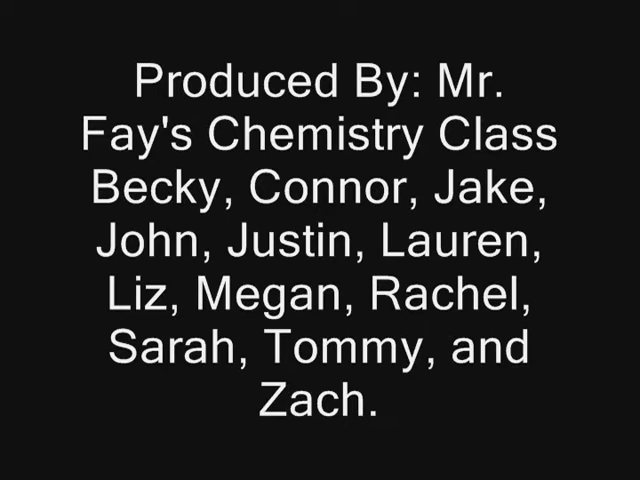 Produced By: Mr.
Fay's Chemistry Class
Becky, Connor, Jake,
John, Justin, Lauren,
Liz, Megan, Rachel,
Sarah, Tommy, and
Zach.